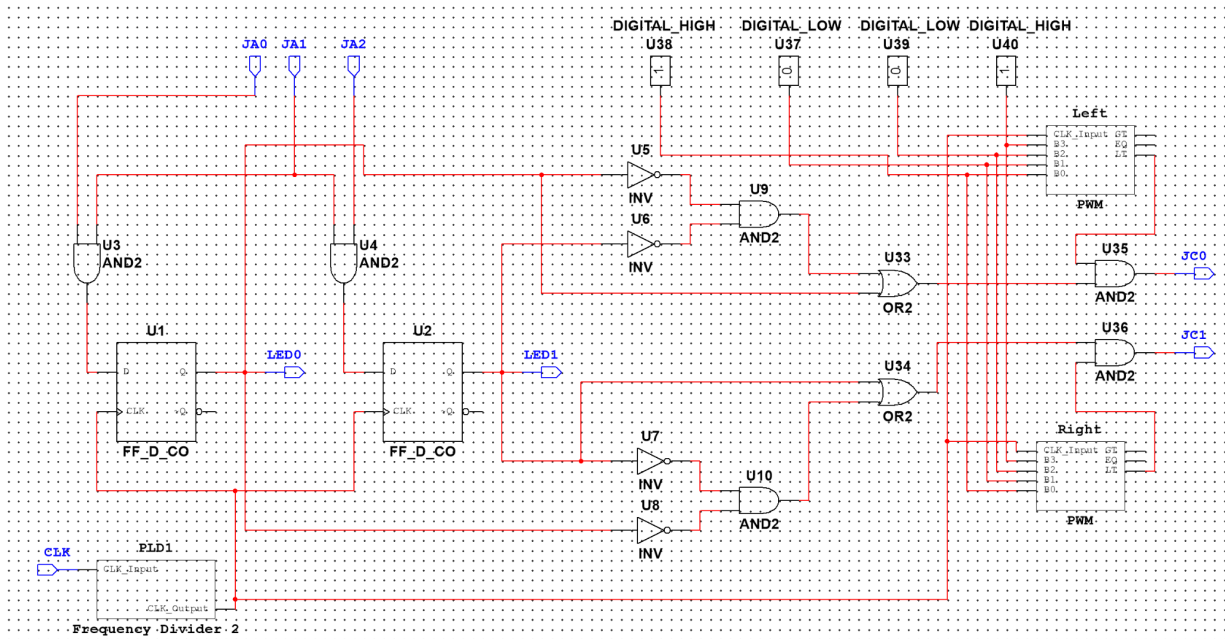 DIGITAL_HIGH DIGITAL_LOW DIGITAL_LOW DIGITAL_HIGH
JA0 JA1 JA2 U38 U37 U39 U40
1 0 0 1
Left
CLK_Input GT
B3 EQ
B2 LT
B1
B0
PWM
U5
INV
U9
AND2
U6
INV
U3
AND2
U4
AND2
U33
OR2
U35
AND2
JC0
U1
D Q
CLK ~Q
FF_D_CO
LED0
U2
D Q
CLK ~Q
FF_D_CO
LED1
U36
AND2
JC1
U34
OR2
Right
CLK_Input GT
B3 EQ
B2 LT
B1
B0
PWM
U7
INV
U10
AND2
U8
INV
CLK
PLD1
CLK_Input
CLK_Output
Frequency Divider 2